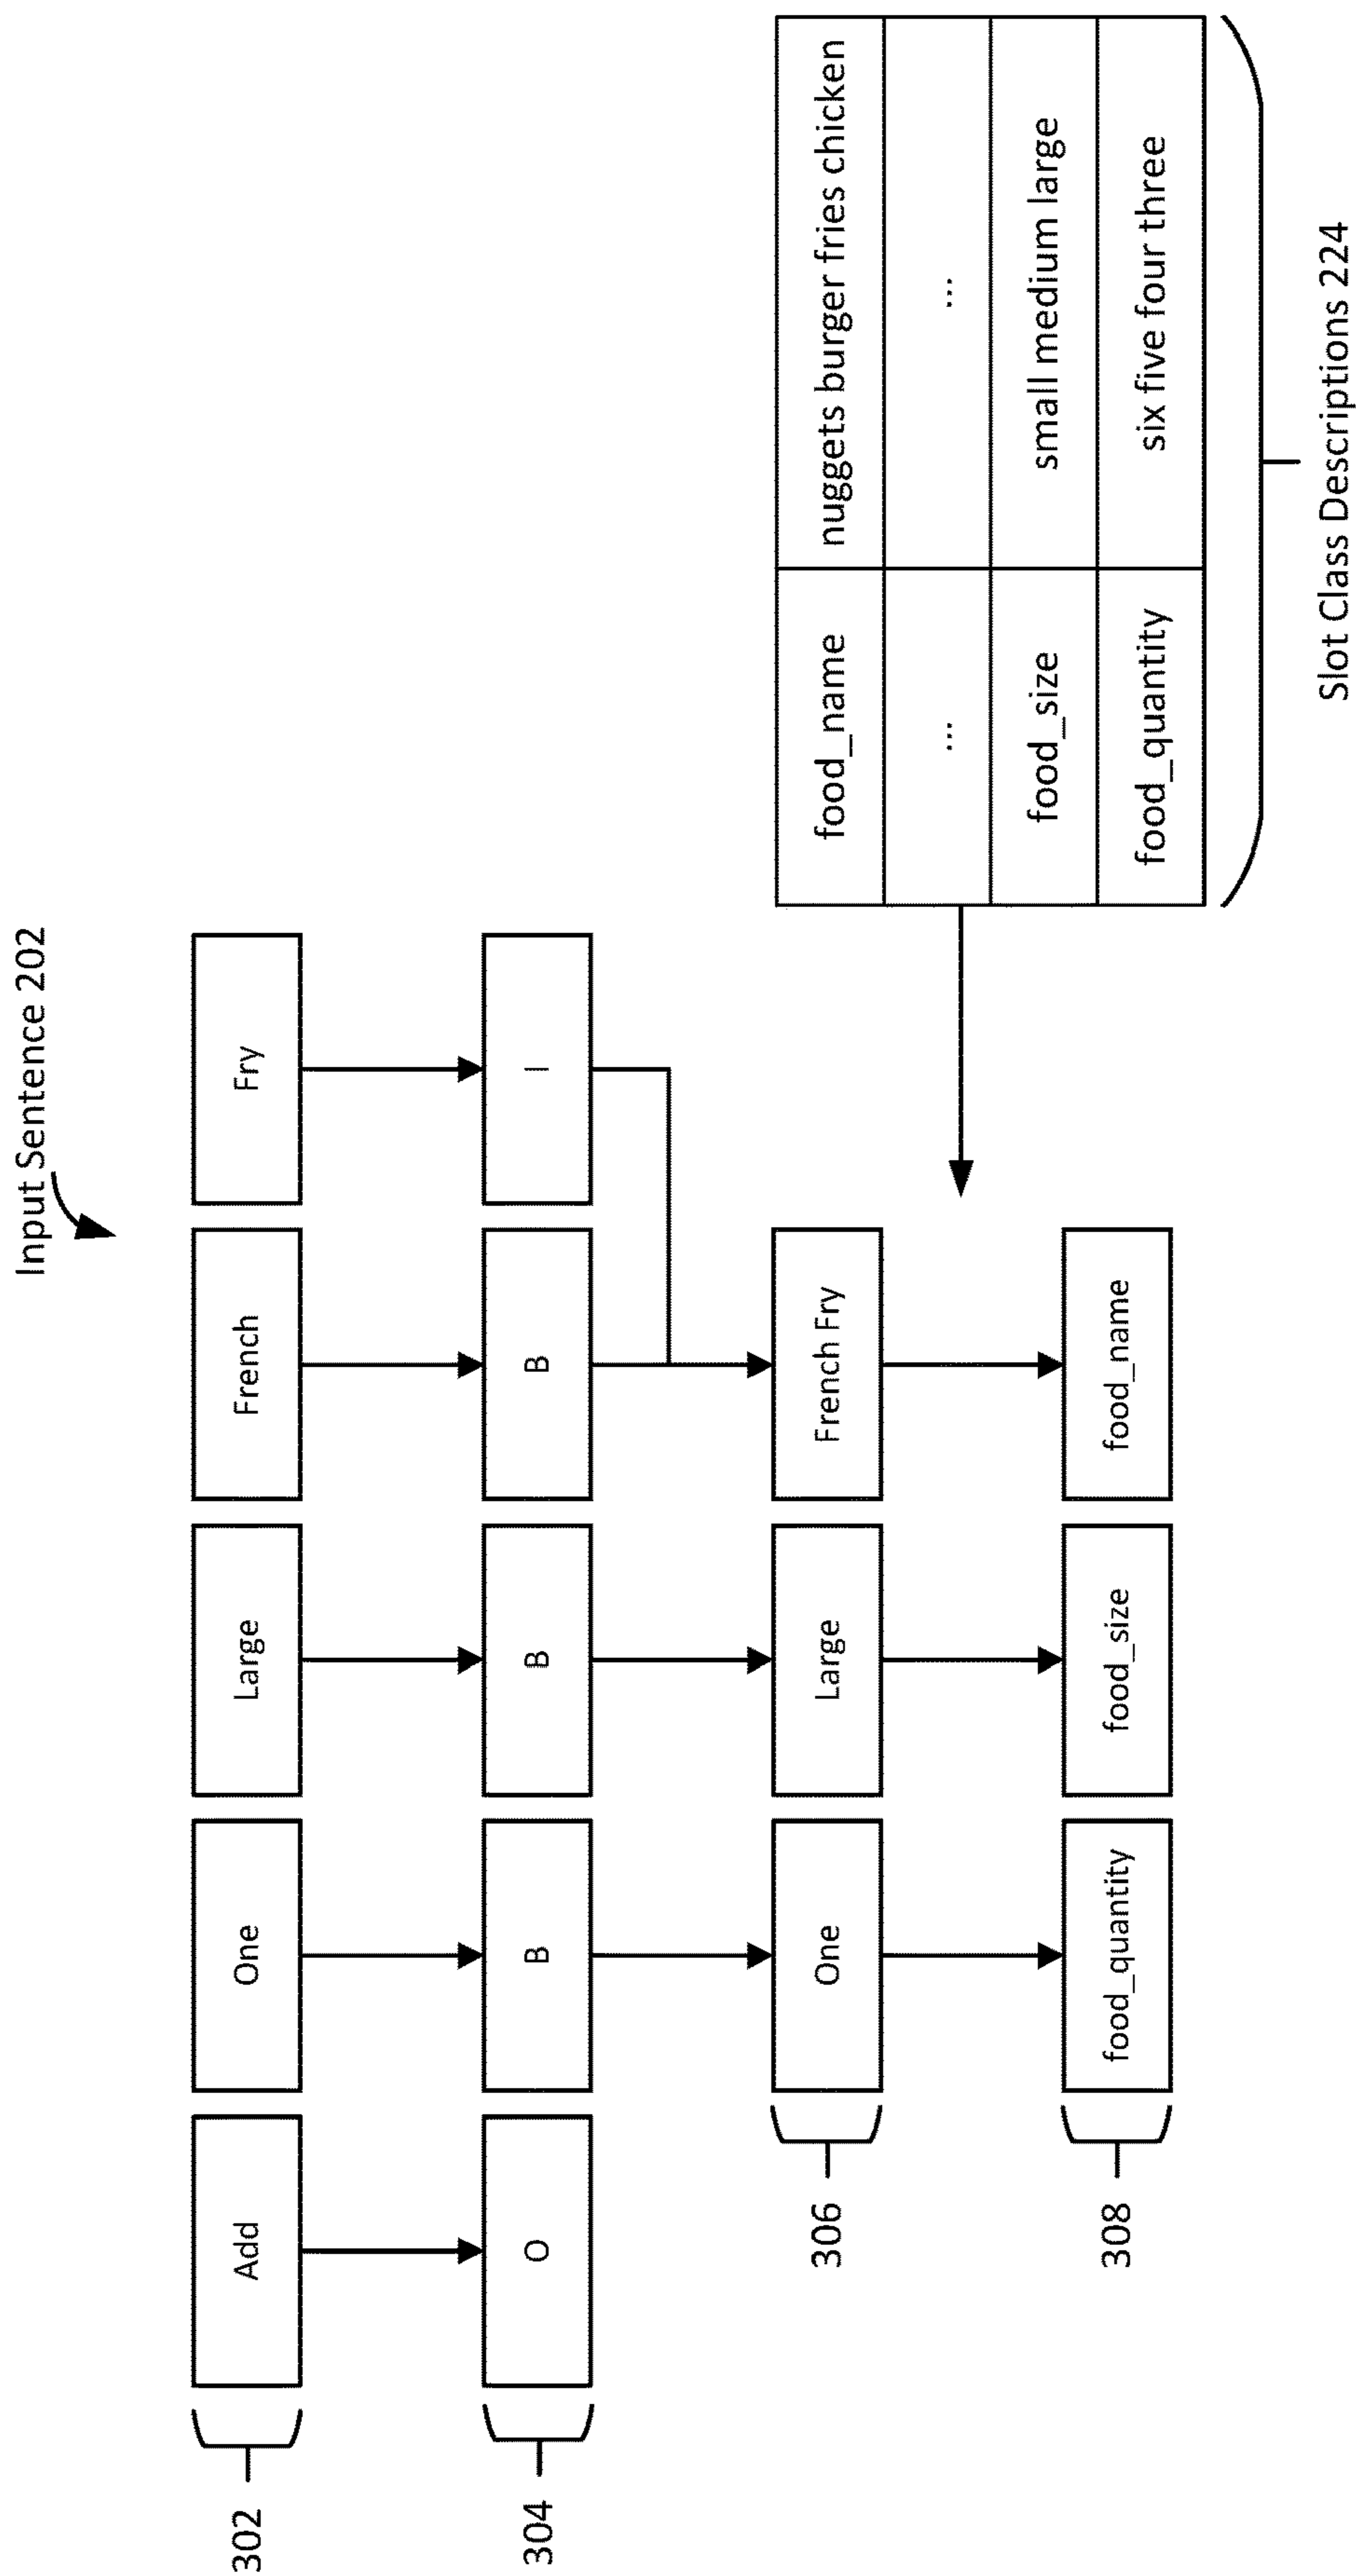 Input Sentence 202
302
Add
One
Large
French
Fry
304
O
B
B
B
I
306
One
Large
French Fry
308
food_quantity
food_size
food_name
food_name
nuggets burger fries chicken
...
...
food_size
small medium large
food_quantity
six five four three
Slot Class Descriptions 224